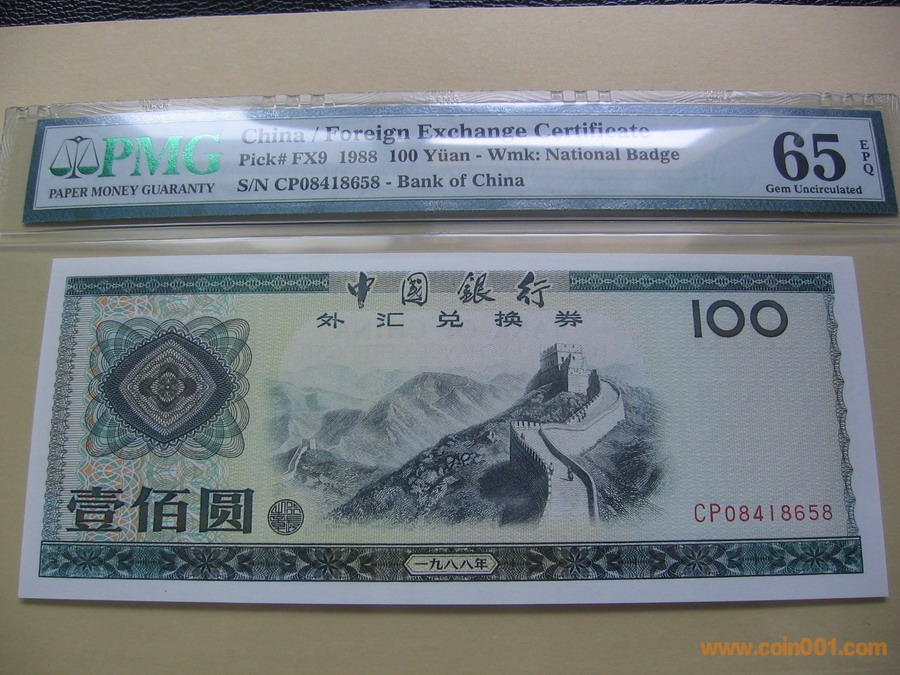 PMG
PAPER MONEY GUARANTY
China / Foreign Exchange Certificate
Pick# FX9 1988 100 Yüan - Wmk: National Badge
S/N CP08418658 - Bank of China
65
EPQ
Gem Uncirculated
中國銀行
外汇兑换券
100
壹佰圆
CP08418658
一九八八年
www.coin001.com